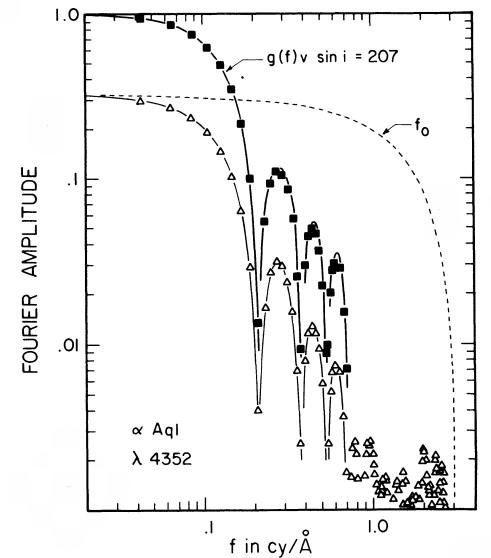 1.0
g(f) v sin i = 207
f₀
.1
FOURIER AMPLITUDE
.01
α Aql
λ 4352
.1
1.0
f in cy/Å